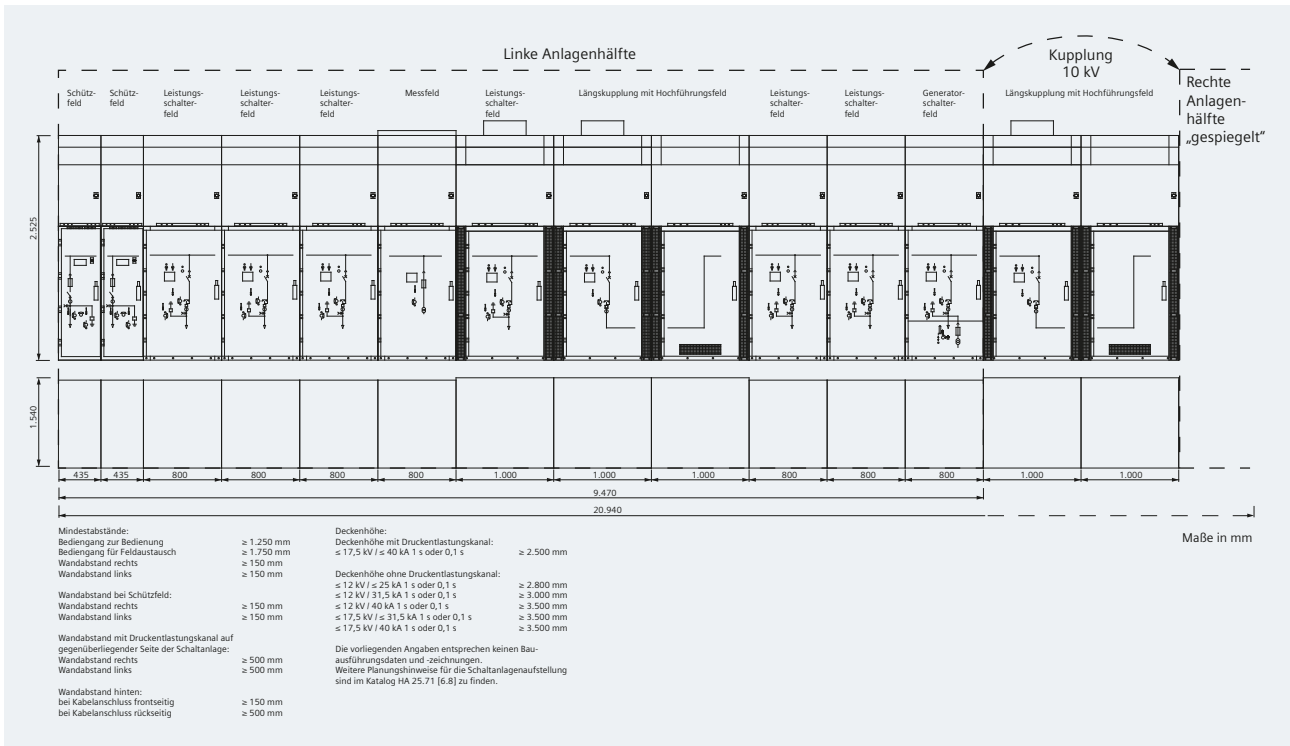 Linke Anlagenhälfte
Kupplung
10 kV
Rechte
Anlagen-
hälfte
„gespiegelt“
Schütz-
feld
Schütz-
feld
Leistungs-
schalter-
feld
Leistungs-
schalter-
feld
Leistungs-
schalter-
feld
Messfeld
Leistungs-
schalter-
feld
Längskupplung mit Hochführungsfeld
Leistungs-
schalter-
feld
Leistungs-
schalter-
feld
Generator-
schalter-
feld
Längskupplung mit Hochführungsfeld
2.525
1.540
435 435 800 800 800 800 1.000 1.000 1.000 800 800 800 1.000 1.000
9.470
20.940
Maße in mm
Mindestabstände:
Bediengang zur Bedienung ≥ 1.250 mm
Bediengang für Feldaustausch ≥ 1.750 mm
Wandabstand rechts ≥ 150 mm
Wandabstand links ≥ 150 mm
Wandabstand bei Schützfeld:
Wandabstand rechts ≥ 150 mm
Wandabstand links ≥ 150 mm
Wandabstand mit Druckentlastungskanal auf
gegenüberliegender Seite der Schaltanlage:
Wandabstand rechts ≥ 500 mm
Wandabstand links ≥ 500 mm
Wandabstand hinten:
bei Kabelanschluss frontseitig ≥ 150 mm
bei Kabelanschluss rückseitig ≥ 500 mm
Deckenhöhe:
Deckenhöhe mit Druckentlastungskanal:
≤ 17,5 kV / ≤ 40 kA 1 s oder 0,1 s ≥ 2.500 mm
Deckenhöhe ohne Druckentlastungskanal:
≤ 12 kV / ≤ 25 kA 1 s oder 0,1 s ≥ 2.800 mm
≤ 12 kV / 31,5 kA 1 s oder 0,1 s ≥ 3.000 mm
≤ 12 kV / 40 kA 1 s oder 0,1 s ≥ 3.500 mm
≤ 17,5 kV / ≤ 31,5 kA 1 s oder 0,1 s ≥ 3.500 mm
≤ 17,5 kV / 40 kA 1 s oder 0,1 s ≥ 3.500 mm
Die vorliegenden Angaben entsprechen keinen Bau-
ausführungsdaten und -zeichnungen.
Weitere Planungshinweise für die Schaltanlagenaufstellung
sind im Katalog HA 25.71 [6.8] zu finden.